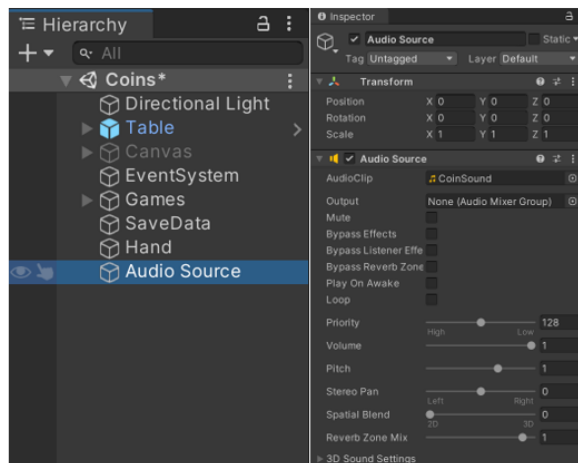 Hierarchy
All
Coins*
Directional Light
Table
Canvas
EventSystem
Games
SaveData
Hand
Audio Source
Inspector
Audio Source Static
Tag Untagged Layer Default
Transform
Position X 0 Y 0 Z 0
Rotation X 0 Y 0 Z 0
Scale X 1 Y 1 Z 1
Audio Source
AudioClip CoinSound
Output None (Audio Mixer Group)
Mute
Bypass Effects
Bypass Listener Effe
Bypass Reverb Zone
Play On Awake
Loop
Priority 128
High Low
Volume 1
Pitch 1
Stereo Pan 0
Left Right
Spatial Blend 0
2D 3D
Reverb Zone Mix 1
3D Sound Settings